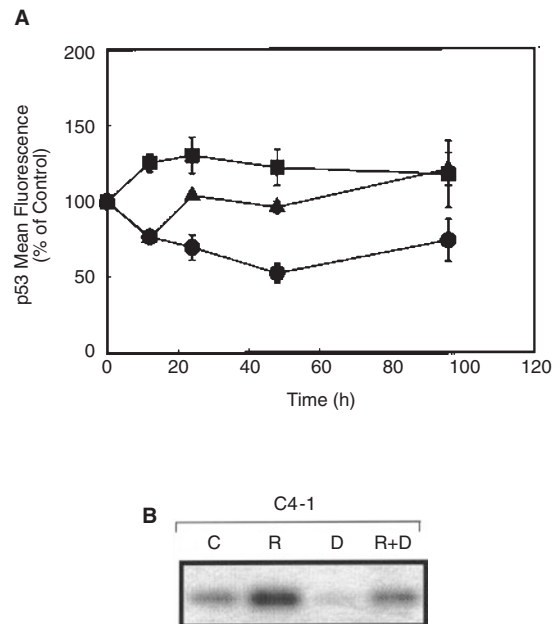 A
200
150
100
50
0
p53 Mean Fluorescence
(% of Control)
0 20 40 60 80 100 120
Time (h)
C4-1
B
C R D R+D